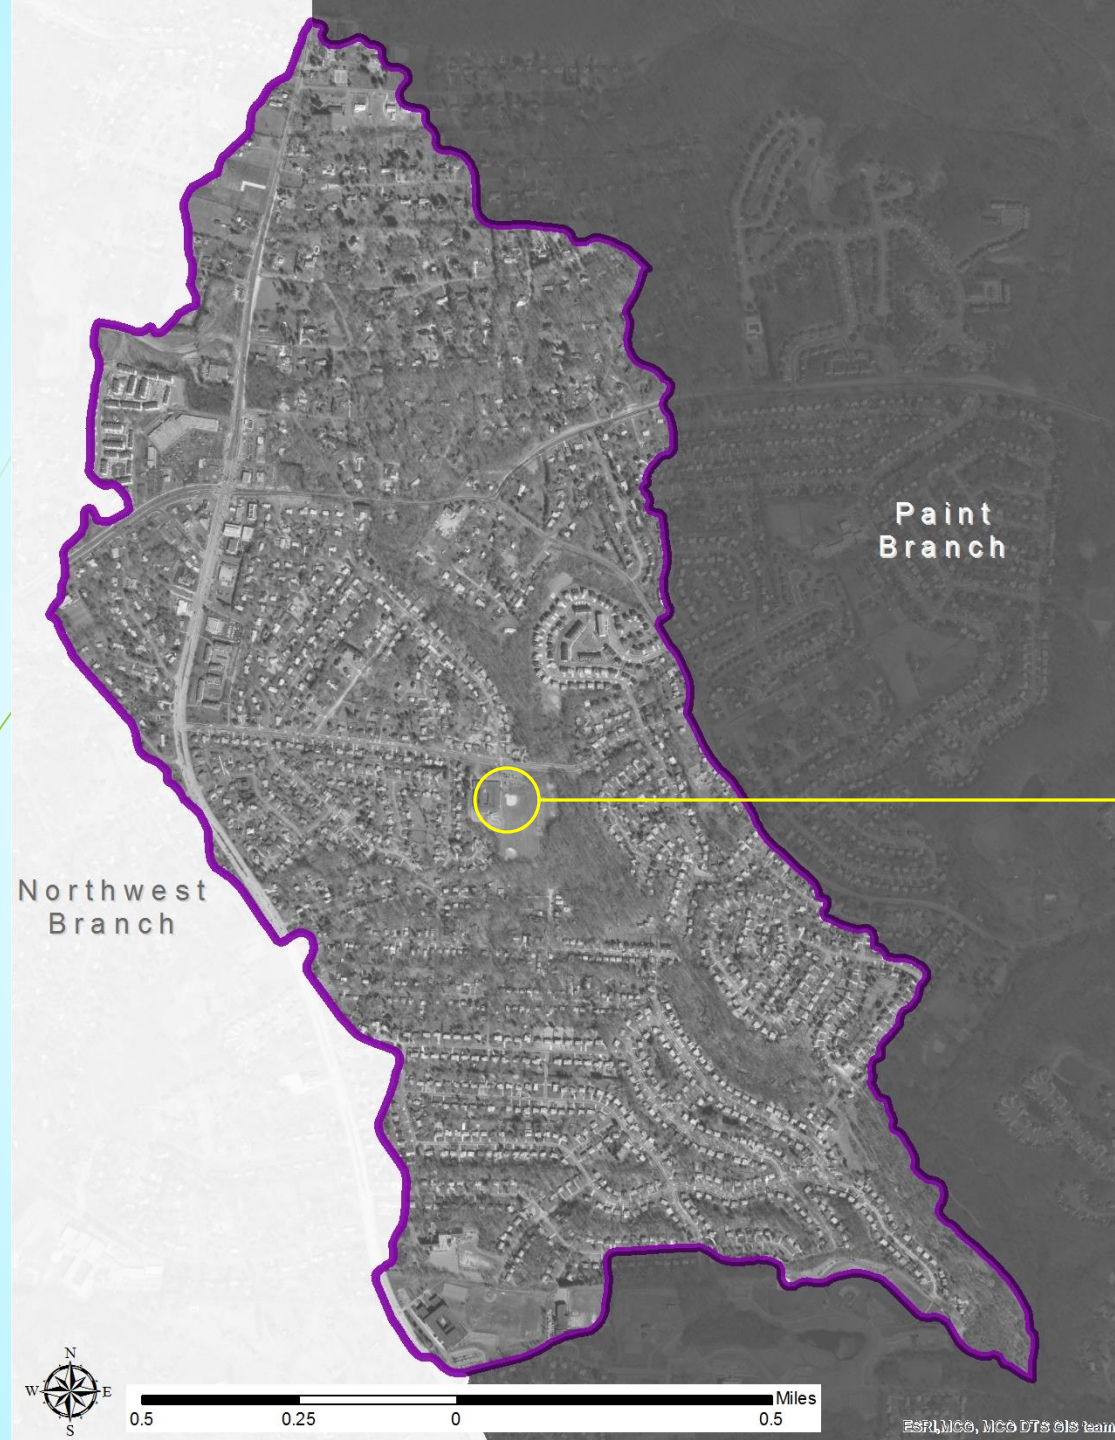 Paint
Branch
Northwest
Branch
N
W E
S
Miles
0.5 0.25 0 0.5
ESRI,MCG, MCG DTS GIS team